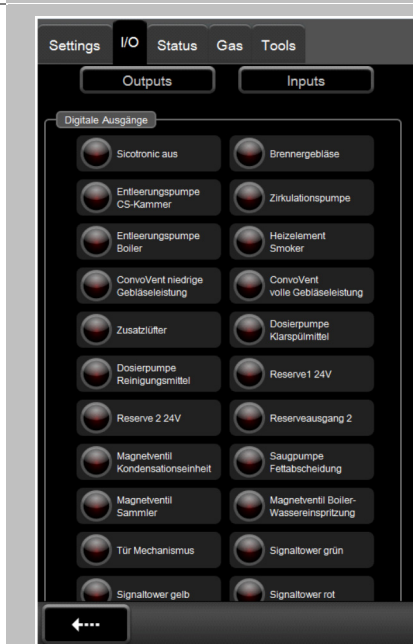 Settings I/O Status Gas Tools
Outputs Inputs
Digitale Ausgänge
Sicotronic aus
Brennergebläse
Entleerungspumpe
CS-Kammer
Zirkulationspumpe
Entleerungspumpe
Boiler
Heizelement
Smoker
ConvoVent niedrige
Gebläseleistung
ConvoVent
volle Gebläseleistung
Zusatzlüfter
Dosierpumpe
Klarspülmittel
Dosierpumpe
Reinigungsmittel
Reserve1 24V
Reserve 2 24V
Reserveausgang 2
Magnetventil
Kondensationseinheit
Saugpumpe
Fettabscheidung
Magnetventil
Sammler
Magnetventil Boiler-
Wassereinspritzung
Tür Mechanismus
Signaltower grün
Signaltower gelb
Signaltower rot